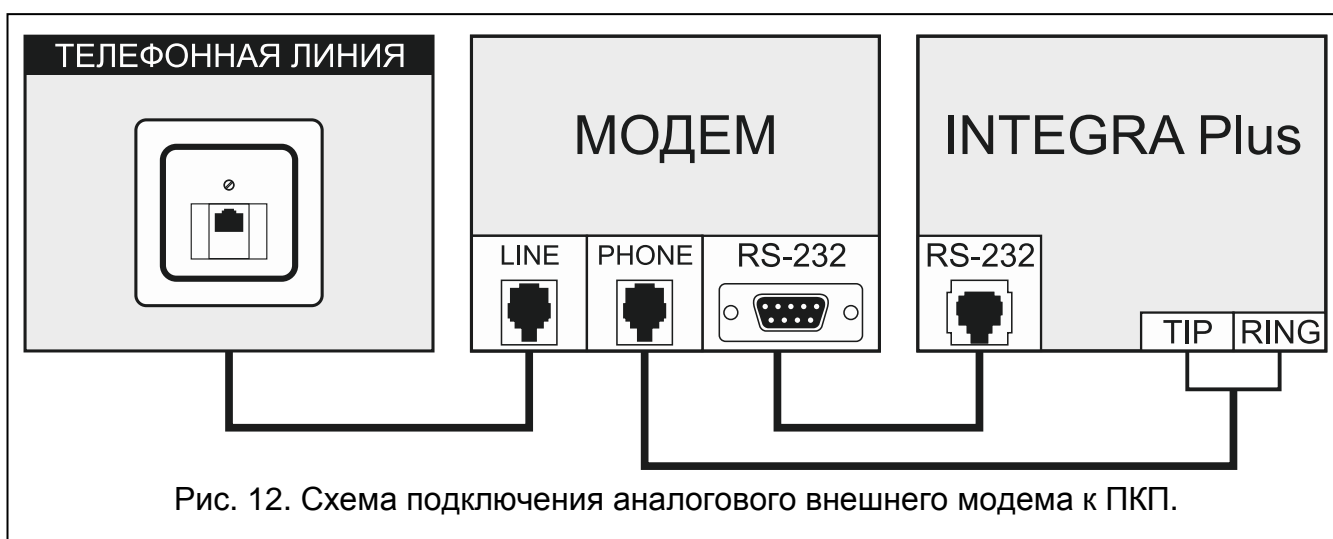 ТЕЛЕФОННАЯ ЛИНИЯ
МОДЕМ
INTEGRA Plus
LINE
PHONE
RS-232
RS-232
TIP
RING
Рис. 12. Схема подключения аналогового внешнего модема к ПКП.